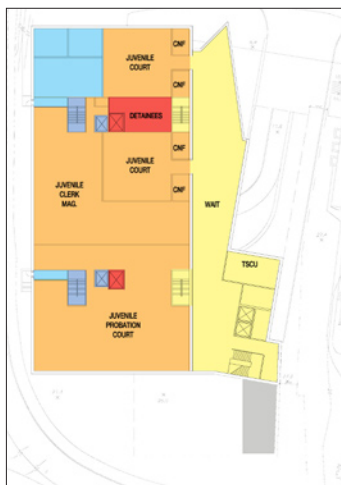 JUVENILE
COURT
CNF
CNF
DETAINEES
CNF
JUVENILE
COURT
CNF
JUVENILE
CLERK
MAG.
WAIT
TSCU
JUVENILE
PROBATION
COURT